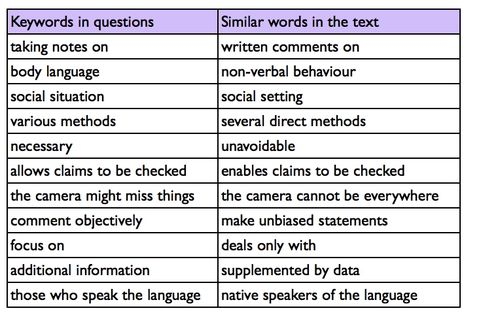 Keywords in questions Similar words in the text
taking notes on written comments on
body language non-verbal behaviour
social situation social setting
various methods several direct methods
necessary unavoidable
allows claims to be checked enables claims to be checked
the camera might miss things the camera cannot be everywhere
comment objectively make unbiased statements
focus on deals only with
additional information supplemented by data
those who speak the language native speakers of the language